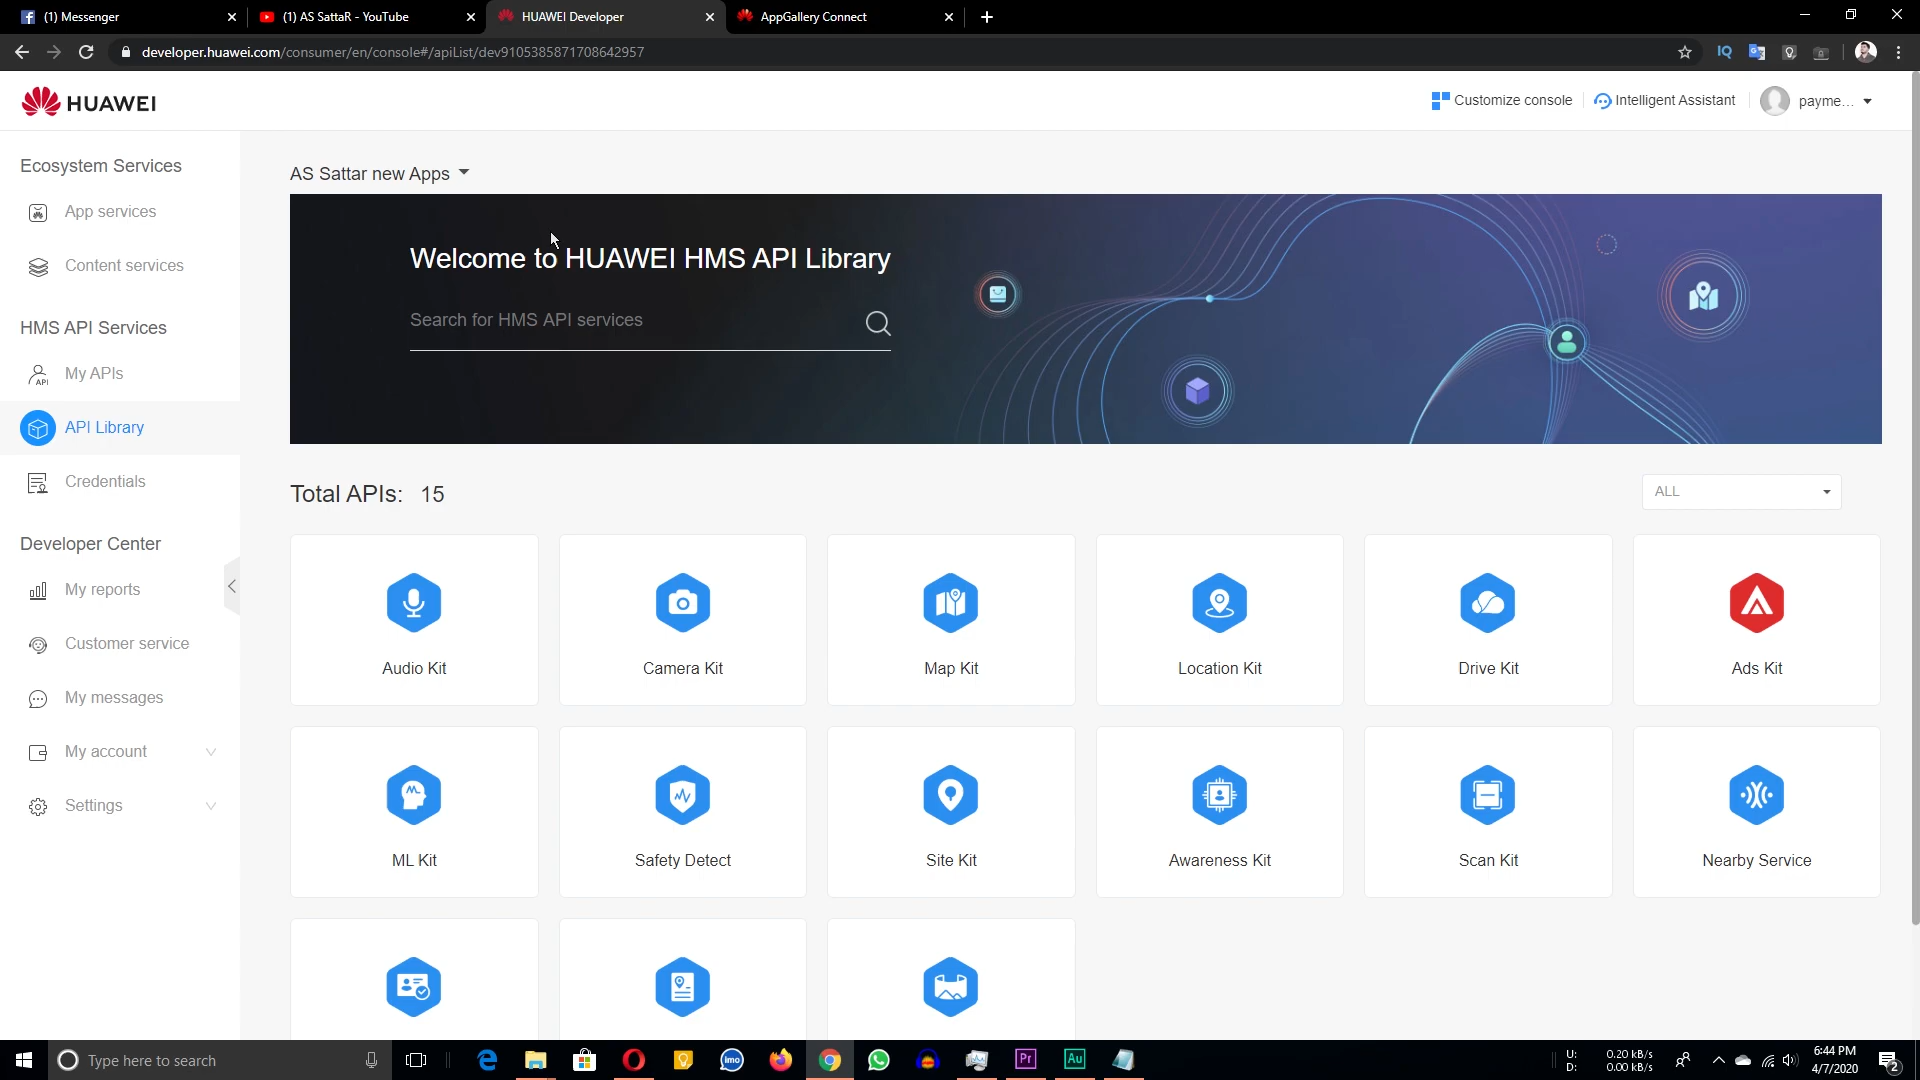 (1) Messenger
(1) AS SattaR - YouTube
HUAWEI Developer
AppGallery Connect
developer.huawei.com/consumer/en/console#/apiList/dev9105385871708642957
HUAWEI
Customize console
Intelligent Assistant
payme...
Ecosystem Services
App services
Content services
HMS API Services
My APIs
API Library
Credentials
Developer Center
My reports
Customer service
My messages
My account
Settings
AS Sattar new Apps
Welcome to HUAWEI HMS API Library
Search for HMS API services
Total APIs: 15
ALL
Audio Kit
Camera Kit
Map Kit
Location Kit
Drive Kit
Ads Kit
ML Kit
Safety Detect
Site Kit
Awareness Kit
Scan Kit
Nearby Service
Type here to search
imo
Pr
Au
U: 0.20 kB/s
D: 0.00 kB/s
6:44 PM
4/7/2020
2